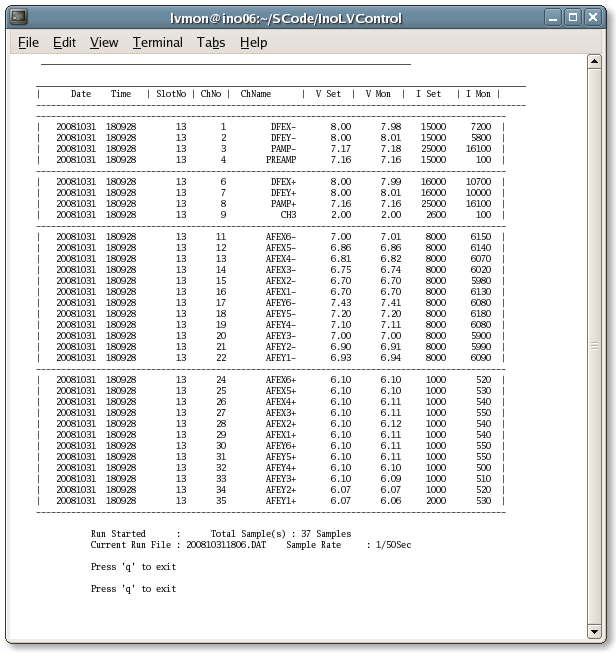 lvmon@ino06:~/SCode/InoLVControl
File Edit View Terminal Tabs Help
| Date Time | SlotNo | ChNo | ChName | V Set | V Mon | I Set | I Mon |
| 20081031 180928 13 1 DFEX- 8.00 7.98 15000 7200 |
| 20081031 180928 13 2 DFEY- 8.00 8.01 15000 5800 |
| 20081031 180928 13 3 PAMP- 7.17 7.18 25000 16100 |
| 20081031 180928 13 4 PREAMP 7.16 7.16 15000 100 |
| 20081031 180928 13 6 DFEX+ 8.00 7.99 16000 10700 |
| 20081031 180928 13 7 DFEY+ 8.00 8.01 16000 10000 |
| 20081031 180928 13 8 PAMP+ 7.16 7.16 25000 16100 |
| 20081031 180928 13 9 CH3 2.00 2.00 2600 100 |
| 20081031 180928 13 11 AFEX6- 7.00 7.01 8000 6150 |
| 20081031 180928 13 12 AFEX5- 6.86 6.86 8000 6140 |
| 20081031 180928 13 13 AFEX4- 6.81 6.82 8000 6070 |
| 20081031 180928 13 14 AFEX3- 6.75 6.74 8000 6020 |
| 20081031 180928 13 15 AFEX2- 6.70 6.70 8000 5980 |
| 20081031 180928 13 16 AFEX1- 6.70 6.70 8000 6130 |
| 20081031 180928 13 17 AFEY6- 7.43 7.41 8000 6080 |
| 20081031 180928 13 18 AFEY5- 7.20 7.20 8000 6180 |
| 20081031 180928 13 19 AFEY4- 7.10 7.11 8000 6080 |
| 20081031 180928 13 20 AFEY3- 7.00 7.00 8000 5900 |
| 20081031 180928 13 21 AFEY2- 6.90 6.91 8000 5990 |
| 20081031 180928 13 22 AFEY1- 6.93 6.94 8000 6090 |
| 20081031 180928 13 24 AFEX6+ 6.10 6.10 1000 520 |
| 20081031 180928 13 25 AFEX5+ 6.10 6.10 1000 530 |
| 20081031 180928 13 26 AFEX4+ 6.10 6.11 1000 540 |
| 20081031 180928 13 27 AFEX3+ 6.10 6.11 1000 550 |
| 20081031 180928 13 28 AFEX2+ 6.10 6.12 1000 540 |
| 20081031 180928 13 29 AFEX1+ 6.10 6.11 1000 540 |
| 20081031 180928 13 30 AFEY6+ 6.10 6.11 1000 550 |
| 20081031 180928 13 31 AFEY5+ 6.10 6.11 1000 550 |
| 20081031 180928 13 32 AFEY4+ 6.10 6.10 1000 500 |
| 20081031 180928 13 33 AFEY3+ 6.10 6.09 1000 510 |
| 20081031 180928 13 34 AFEY2+ 6.07 6.07 1000 520 |
| 20081031 180928 13 35 AFEY1+ 6.07 6.06 2000 530 |
Run Started : Total Sample(s) : 37 Samples
Current Run File : 200810311806.DAT Sample Rate : 1/50Sec
Press 'q' to exit
Press 'q' to exit